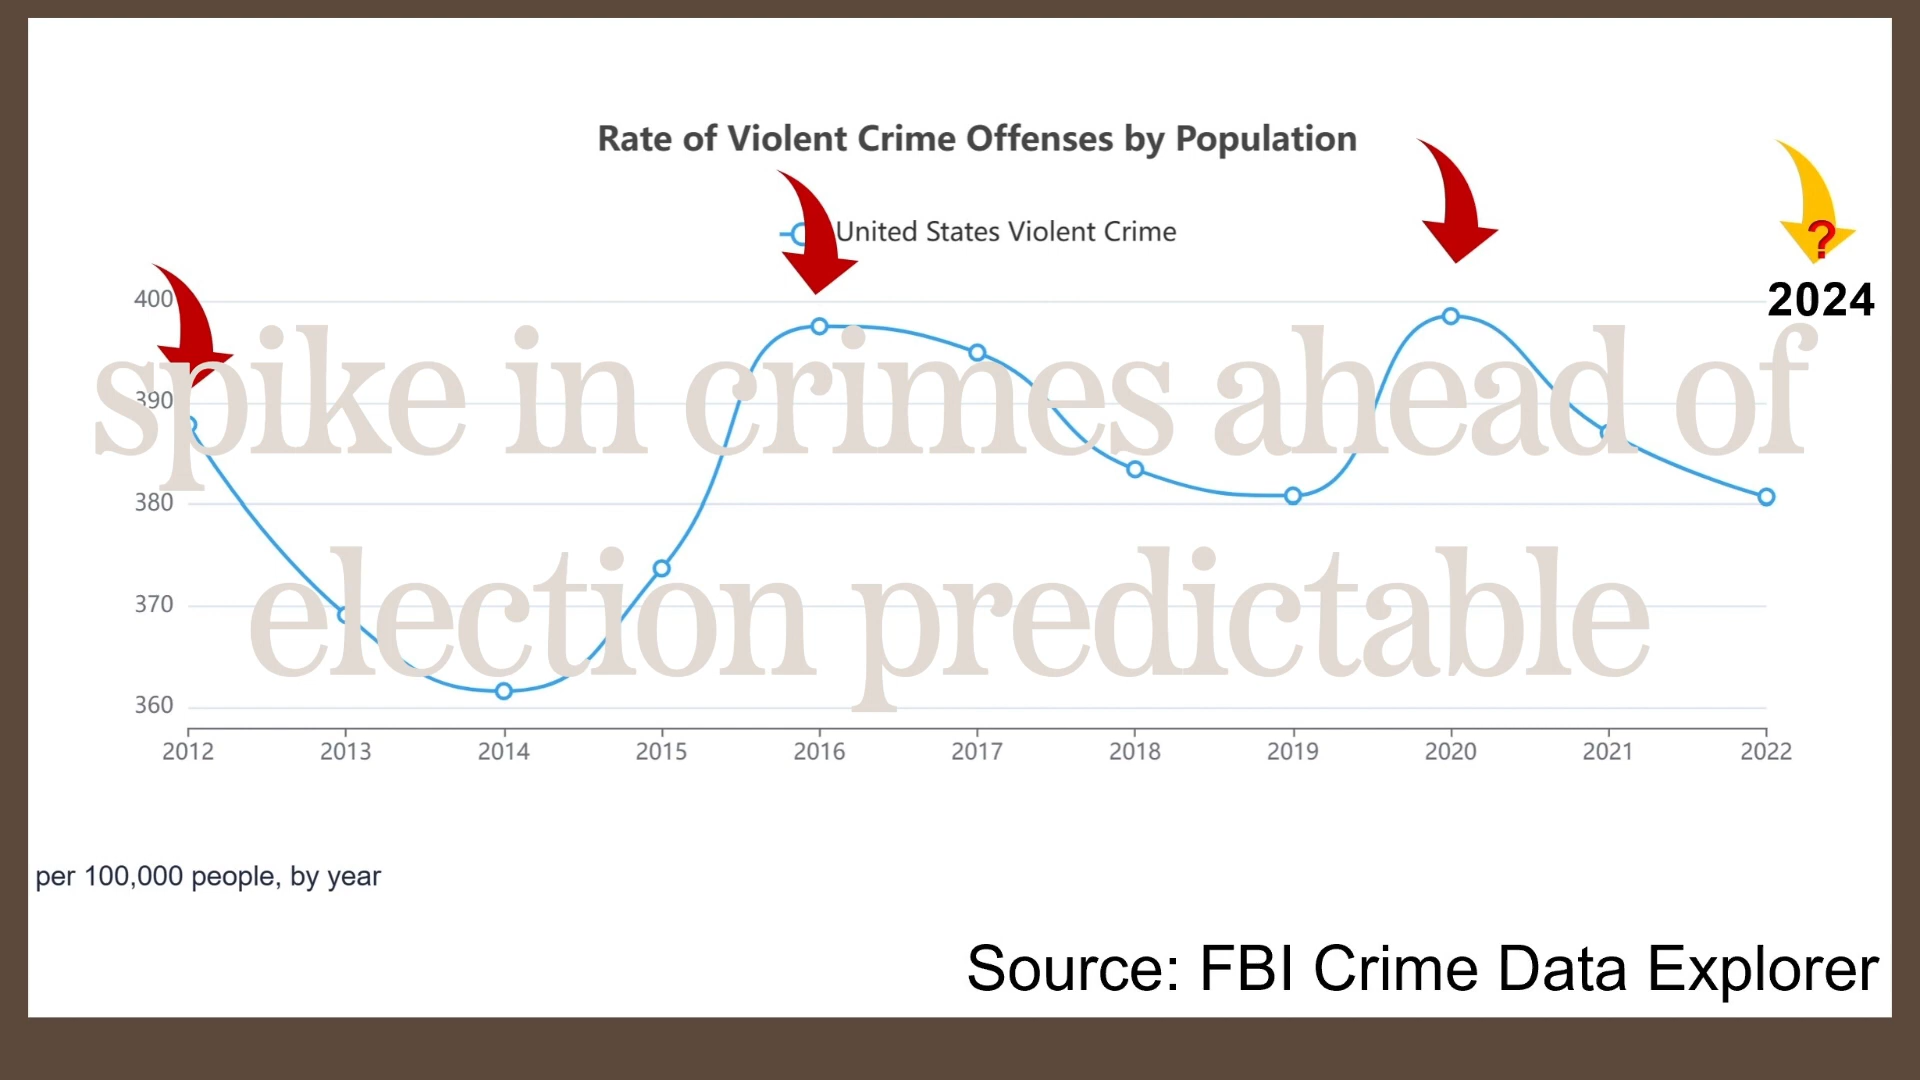 Rate of Violent Crime Offenses by Population
United States Violent Crime
?
2024
400
390
380
370
360
spike in crimes ahead of
election predictable
2012 2013 2014 2015 2016 2017 2018 2019 2020 2021 2022
per 100,000 people, by year
Source: FBI Crime Data Explorer